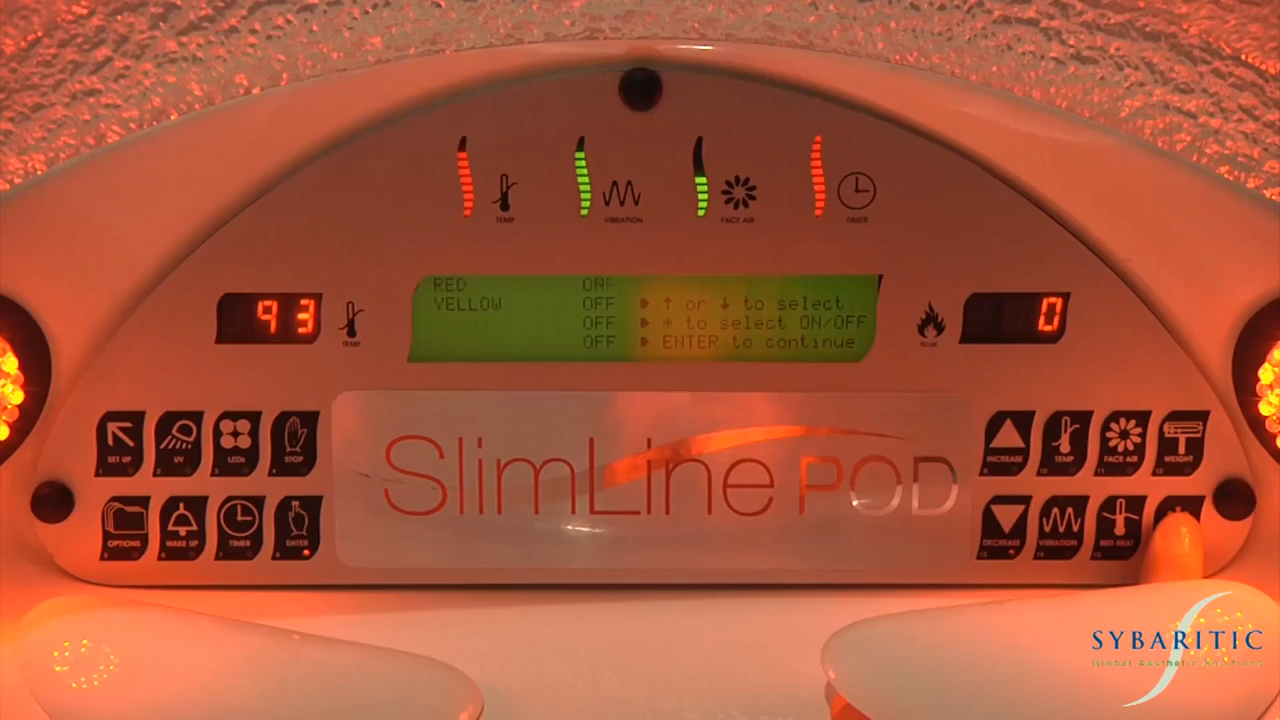 TEMP
VIBRATION
FACE AIR
TIMER
93
TEMP
RED
YELLOW OFF ↑ or ↓ to select
OFF * to select ON/OFF
OFF ENTER to continue
Kcal
0
SlimLine POD
SET UP
UV
LEDs
STOP
OPTIONS
WAKE UP
TIMER
ENTER
INCREASE
TEMP
FACE AIR
WEIGHT
DECREASE
VIBRATION
BED HEAT
SYBARITIC
Global Aesthetic Solutions